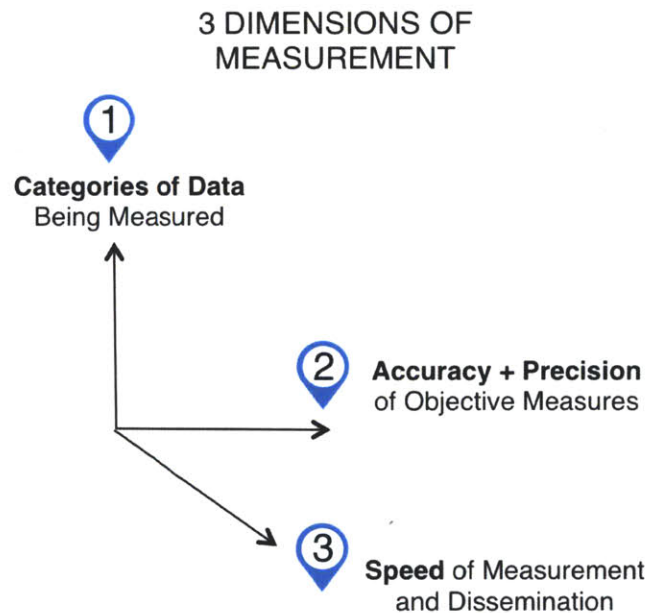 3 DIMENSIONS OF
MEASUREMENT
1
Categories of Data
Being Measured
2
Accuracy + Precision
of Objective Measures
3
Speed of Measurement
and Dissemination